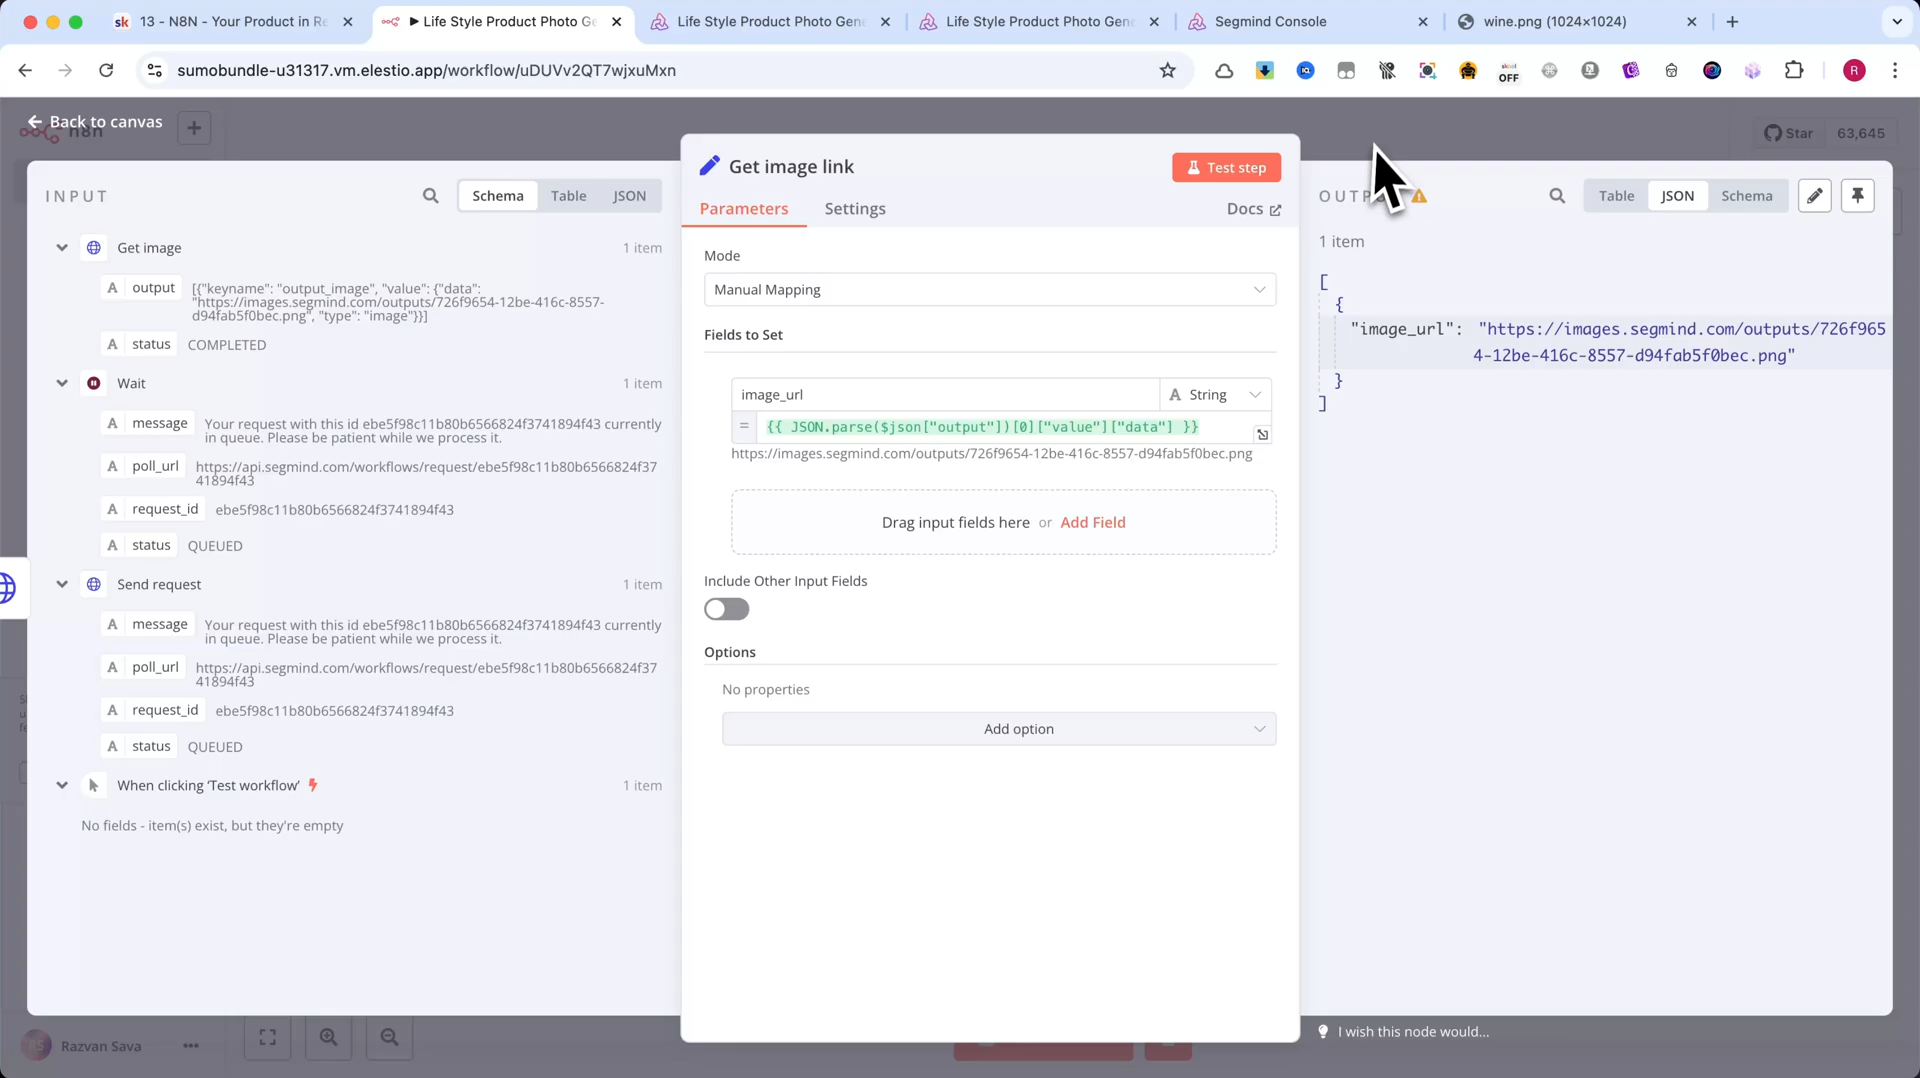 13 - N8N - Your Product in Re
Life Style Product Photo Ge
Life Style Product Photo Gen
Life Style Product Photo Gen
Segmind Console
wine.png (1024×1024)
sumobundle-u31317.vm.elestio.app/workflow/uDUVv2QT7wjxuMxn
OFF
R
Back to canvas
n8n
Star
63,645
INPUT
Schema
Table
JSON
Get image
1 item
A output
[{"keyname": "output_image", "value": {"data":
"https://images.segmind.com/outputs/726f9654-12be-416c-8557-
d94fab5f0bec.png", "type": "image"}}]
A status
COMPLETED
Wait
1 item
A message
Your request with this id ebe5f98c11b80b6566824f3741894f43 currently
in queue. Please be patient while we process it.
A poll_url
https://api.segmind.com/workflows/request/ebe5f98c11b80b6566824f37
41894f43
A request_id
ebe5f98c11b80b6566824f3741894f43
A status
QUEUED
Send request
1 item
A message
Your request with this id ebe5f98c11b80b6566824f3741894f43 currently
in queue. Please be patient while we process it.
A poll_url
https://api.segmind.com/workflows/request/ebe5f98c11b80b6566824f37
41894f43
A request_id
ebe5f98c11b80b6566824f3741894f43
A status
QUEUED
When clicking ‘Test workflow’
1 item
No fields - item(s) exist, but they're empty
Get image link
Test step
Parameters
Settings
Docs
Mode
Manual Mapping
Fields to Set
image_url
A String
=
{{ JSON.parse($json["output"])[0]["value"]["data"] }}
https://images.segmind.com/outputs/726f9654-12be-416c-8557-d94fab5f0bec.png
Drag input fields here or Add Field
Include Other Input Fields
Options
No properties
Add option
OUTP
Table
JSON
Schema
1 item
[
{
"image_url": "https://images.segmind.com/outputs/726f965
4-12be-416c-8557-d94fab5f0bec.png"
}
]
I wish this node would...
Razvan Sava